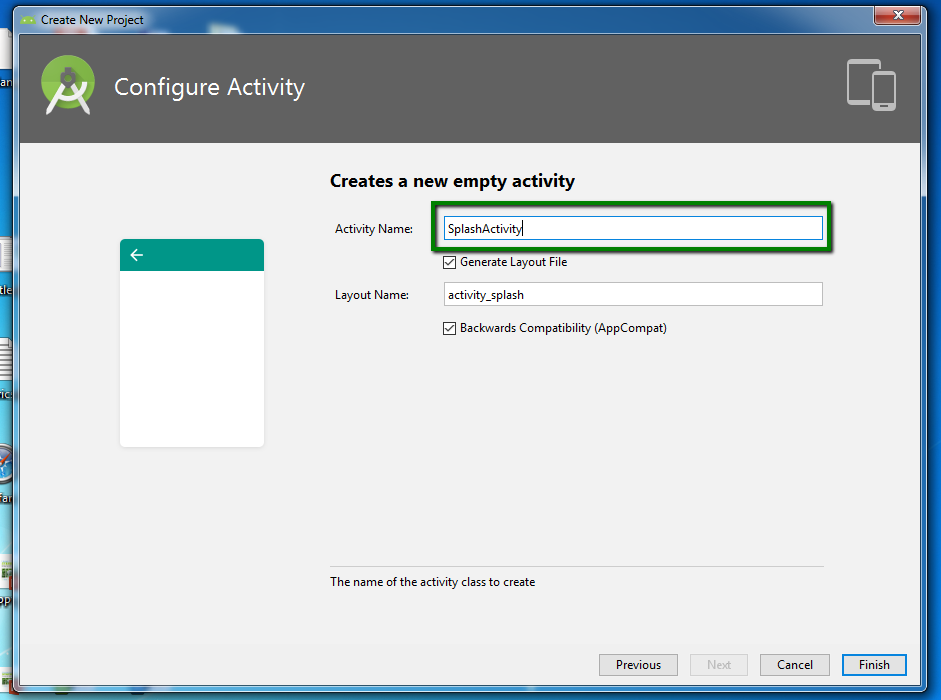 Create New Project
Configure Activity
Creates a new empty activity
Activity Name: SplashActivity
Generate Layout File
Layout Name: activity_splash
Backwards Compatibility (AppCompat)
The name of the activity class to create
Previous Next Cancel Finish